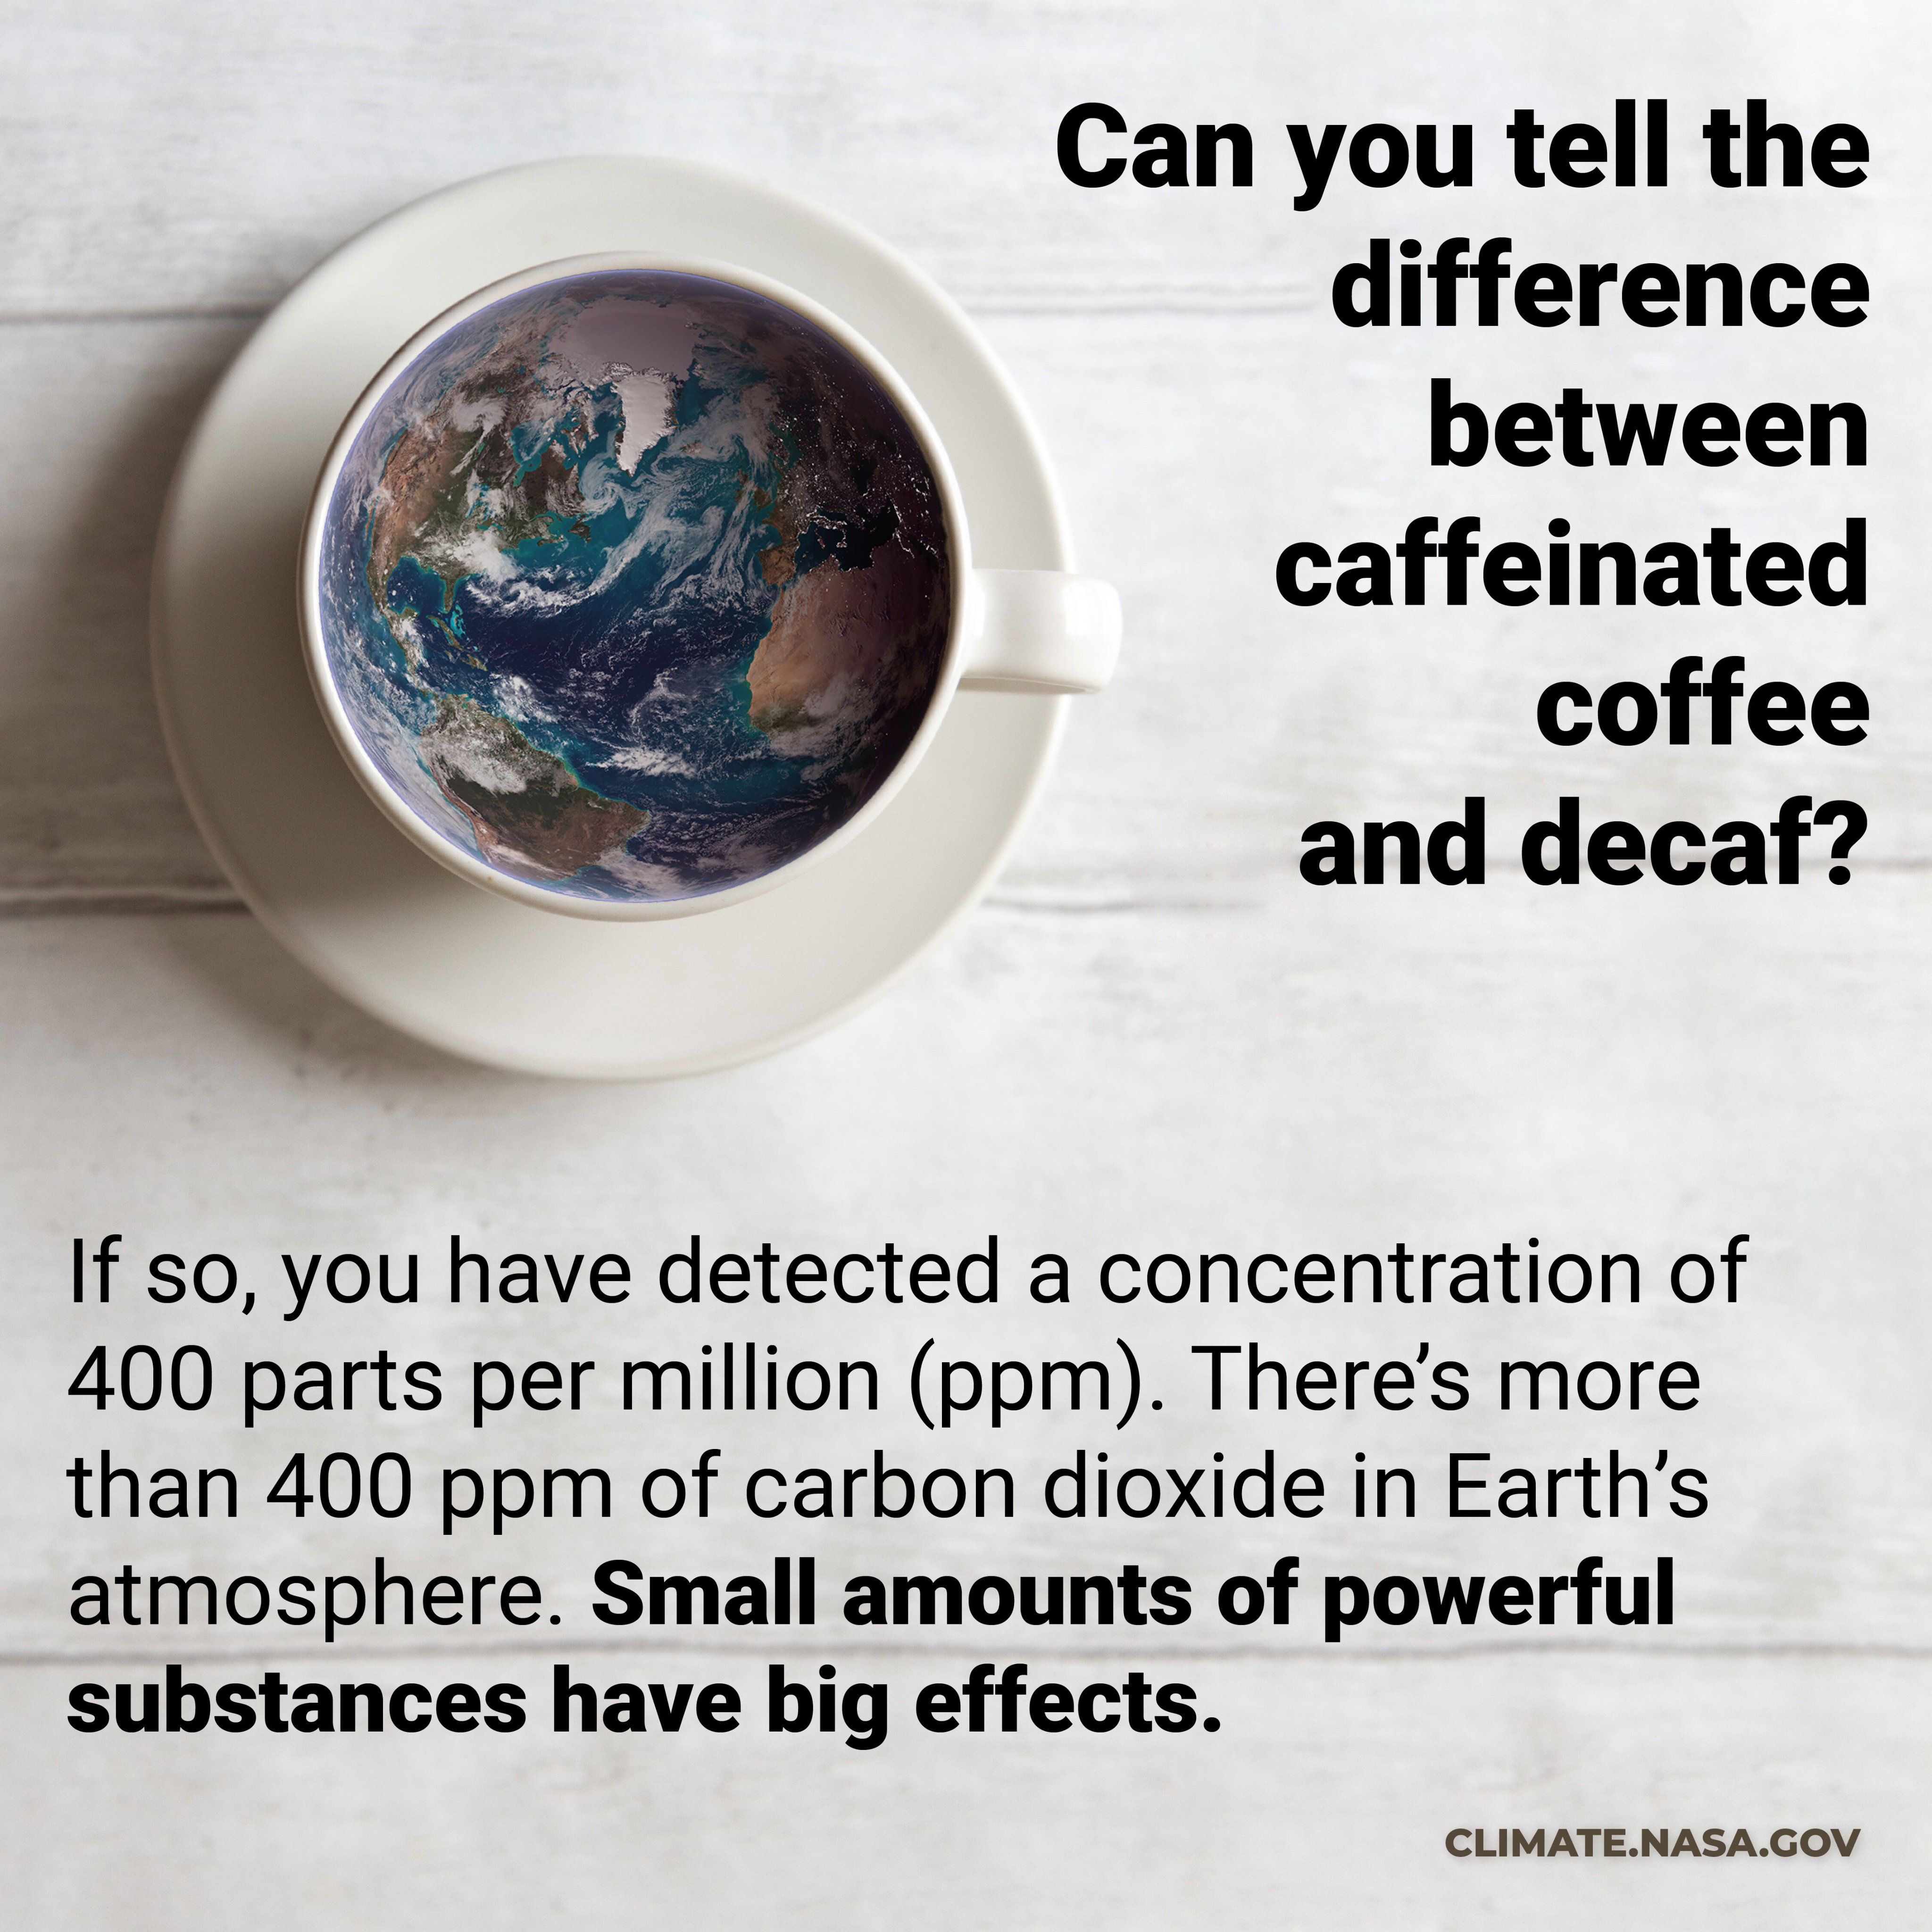 Can you tell the
difference
between
caffeinated
coffee
and decaf?
If so, you have detected a concentration of
400 parts per million (ppm). There’s more
than 400 ppm of carbon dioxide in Earth’s
atmosphere. Small amounts of powerful
substances have big effects.
CLIMATE.NASA.GOV